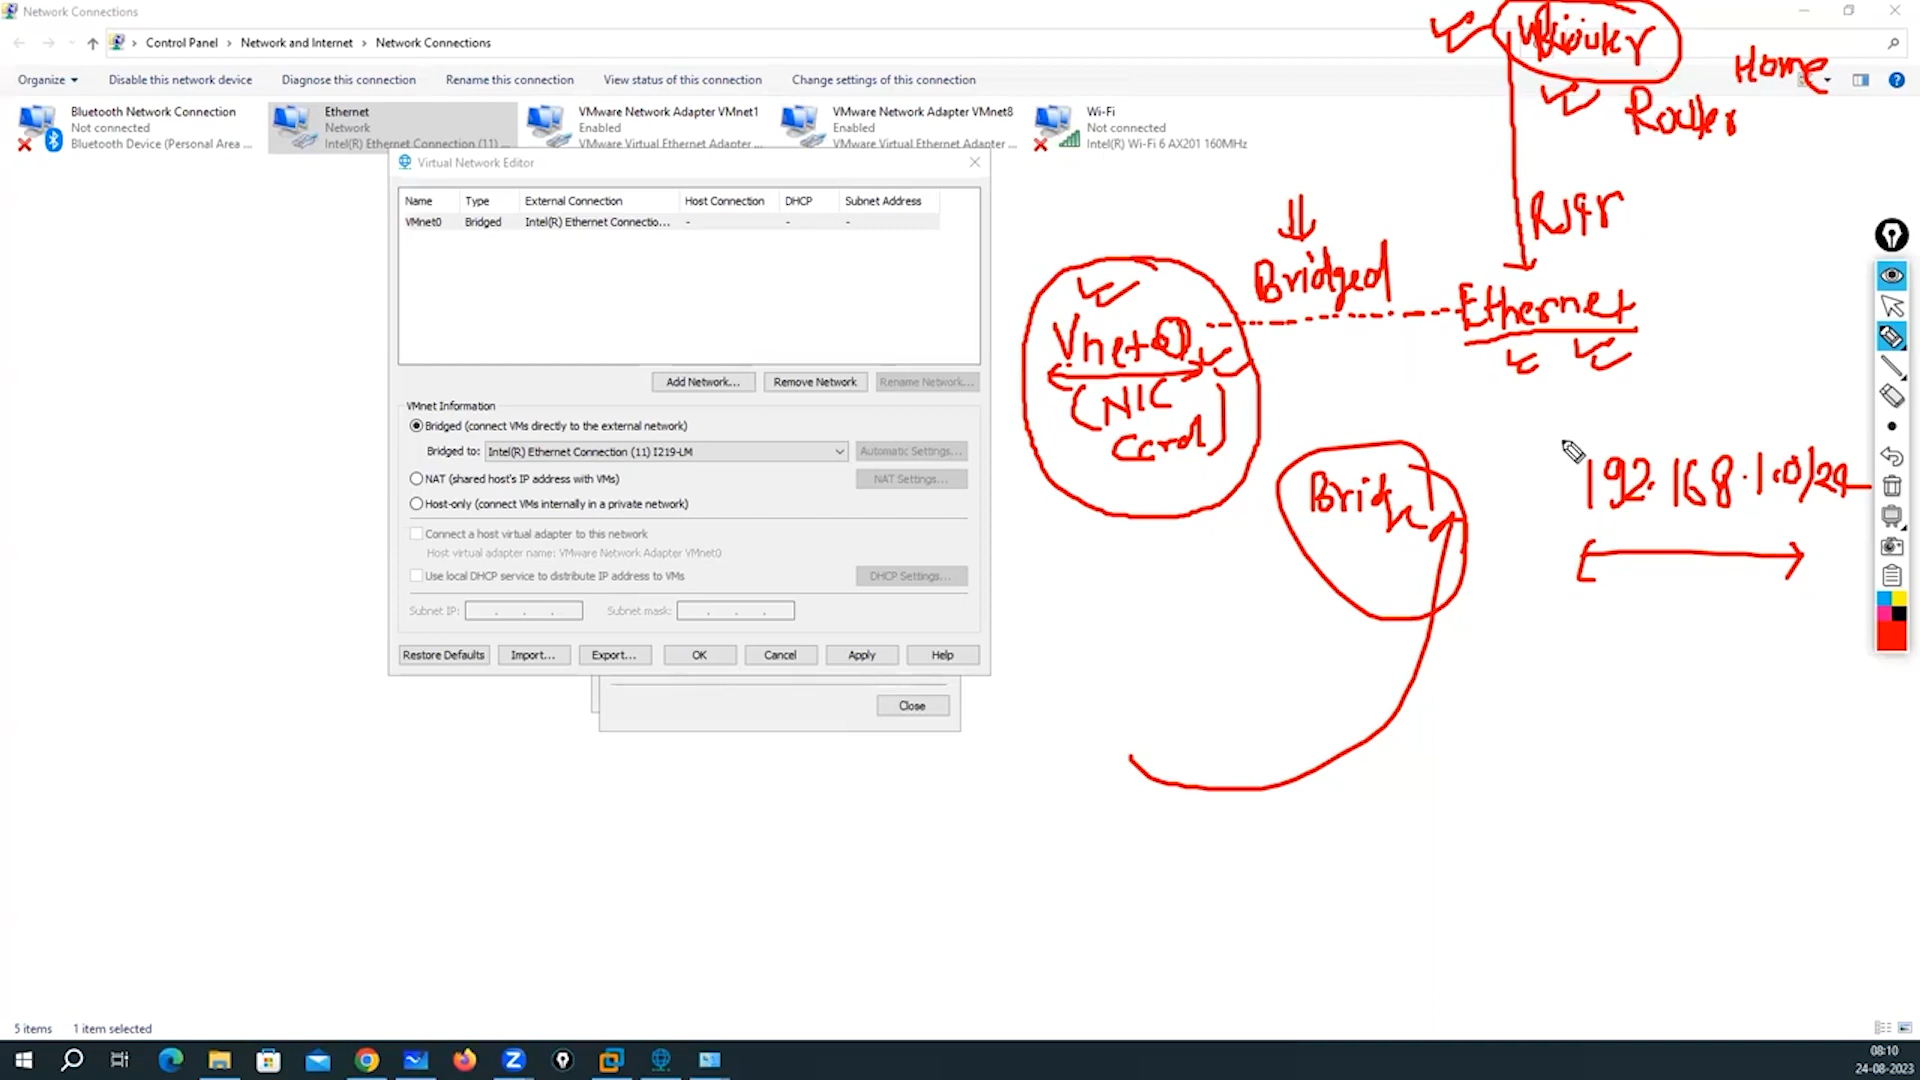 Network Connections
Control Panel > Network and Internet > Network Connections
Organize Disable this network device Diagnose this connection Rename this connection View status of this connection Change settings of this connection
Bluetooth Network Connection
Not connected
Bluetooth Device (Personal Area ...
Ethernet
Network
Intel(R) Ethernet Connection (11) ...
VMware Network Adapter VMnet1
Enabled
VMware Virtual Ethernet Adapter ...
VMware Network Adapter VMnet8
Enabled
VMware Virtual Ethernet Adapter ...
Wi-Fi
Not connected
Intel(R) Wi-Fi 6 AX201 160MHz
Home
Router
Virtual Network Editor
Name Type External Connection Host Connection DHCP Subnet Address
VMnet0 Bridged Intel(R) Ethernet Connectio... - - -
Add Network... Remove Network Rename Network...
VMnet Information
Bridged (connect VMs directly to the external network)
Bridged to: Intel(R) Ethernet Connection (11) I219-LM Automatic Settings...
NAT (shared host's IP address with VMs) NAT Settings...
Host-only (connect VMs internally in a private network)
Connect a host virtual adapter to this network
Host virtual adapter name: VMware Network Adapter VMnet0
Use local DHCP service to distribute IP address to VMs DHCP Settings...
Subnet IP: . . . Subnet mask: . . .
Restore Defaults Import... Export... OK Cancel Apply Help
Close
RJ45
Bridged
Ethernet
Vnet0
(NIC
Card)
192.168.1.0/24
5 items 1 item selected
08:10
24-08-2023